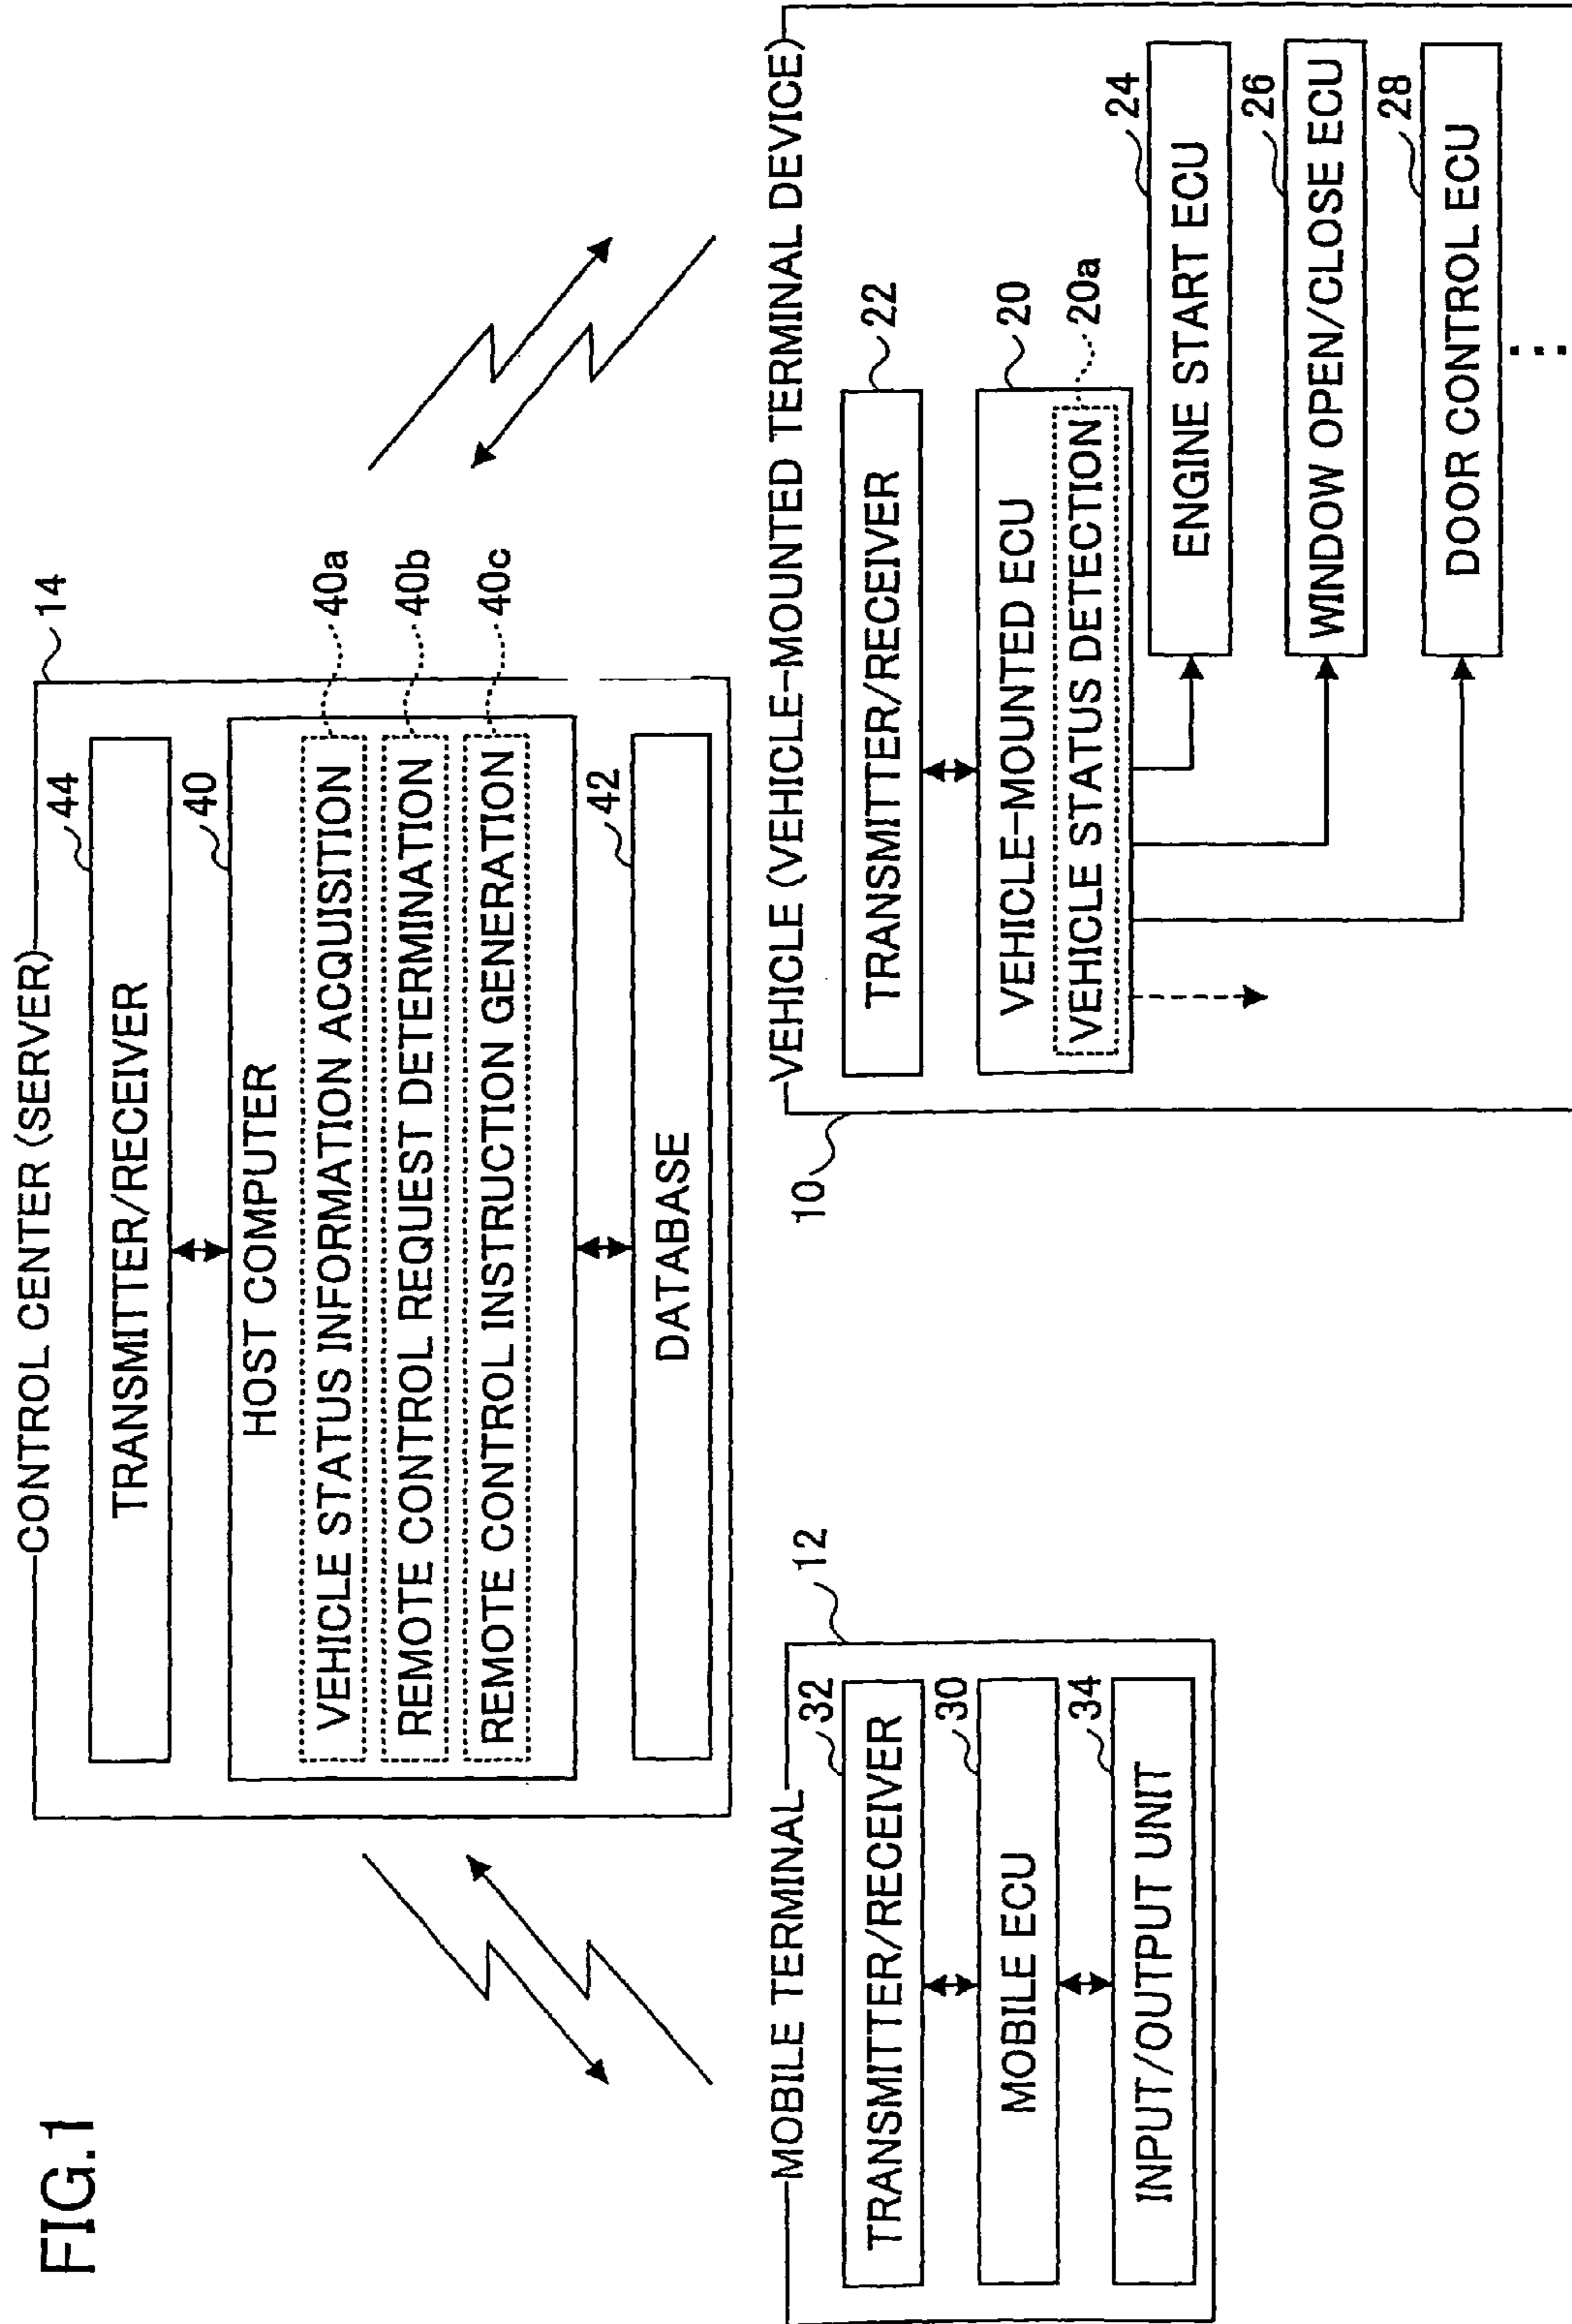 FIG.1
CONTROL CENTER (SERVER)
14
TRANSMITTER/RECEIVER
44
HOST COMPUTER
40
VEHICLE STATUS INFORMATION ACQUISITION
40a
REMOTE CONTROL REQUEST DETERMINATION
40b
REMOTE CONTROL INSTRUCTION GENERATION
40c
DATABASE
42
MOBILE TERMINAL
12
TRANSMITTER/RECEIVER
32
MOBILE ECU
30
INPUT/OUTPUT UNIT
34
VEHICLE (VEHICLE-MOUNTED TERMINAL DEVICE)
10
TRANSMITTER/RECEIVER
22
VEHICLE-MOUNTED ECU
20
VEHICLE STATUS DETECTION
20a
ENGINE START ECU
24
WINDOW OPEN/CLOSE ECU
26
DOOR CONTROL ECU
28